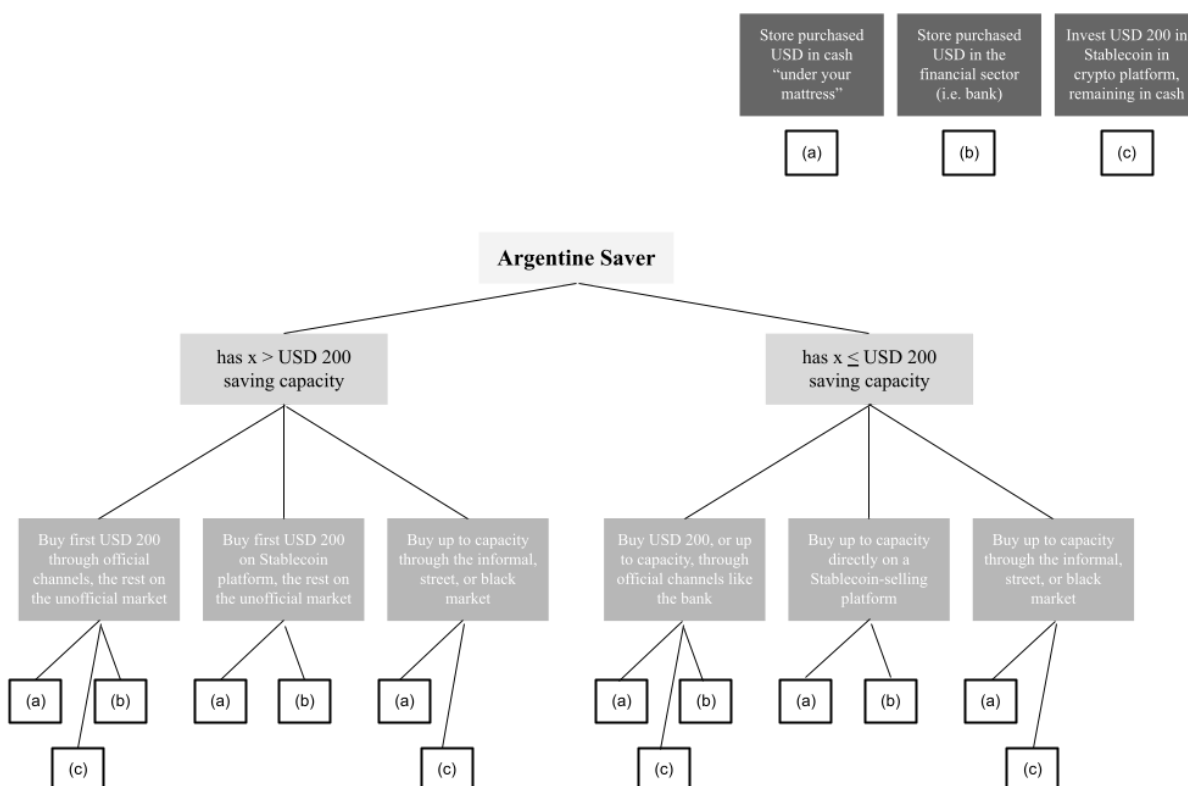 Store purchased
USD in cash
“under your
mattress”
Store purchased
USD in the
financial sector
(i.e. bank)
Invest USD 200 in
Stablecoin in
crypto platform,
remaining in cash
(a)
(b)
(c)
Argentine Saver
has x > USD 200
saving capacity
has x ≤ USD 200
saving capacity
Buy first USD 200
through official
channels, the rest on
the unofficial market
Buy first USD 200
on Stablecoin
platform, the rest on
the unofficial market
Buy up to capacity
through the informal,
street, or black
market
Buy USD 200, or up
to capacity, through
official channels like
the bank
Buy up to capacity
directly on a
Stablecoin-selling
platform
Buy up to capacity
through the informal,
street, or black
market
(a)
(b)
(a)
(b)
(a)
(a)
(b)
(a)
(b)
(a)
(c)
(c)
(c)
(c)